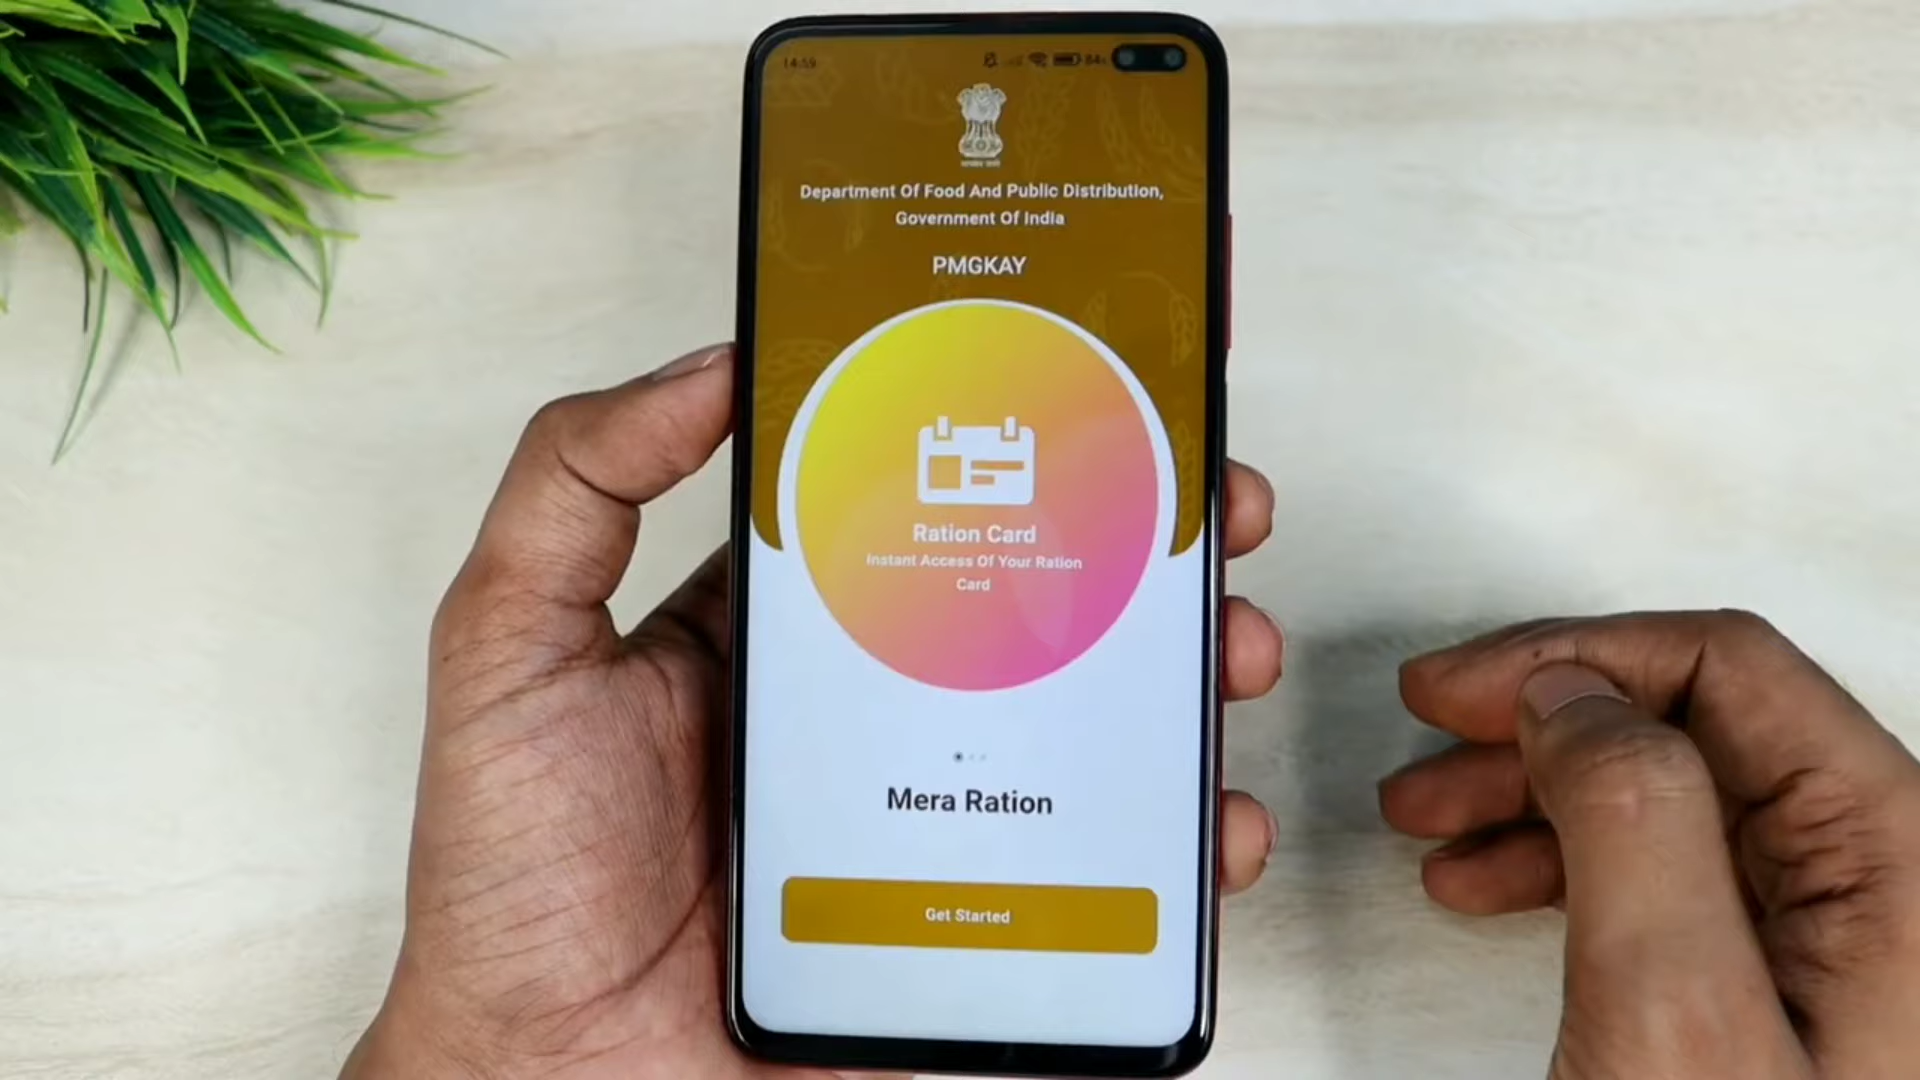 14:59
84
Department Of Food And Public Distribution,
Government Of India
PMGKAY
Ration Card
Instant Access Of Your Ration
Card
Mera Ration
Get Started